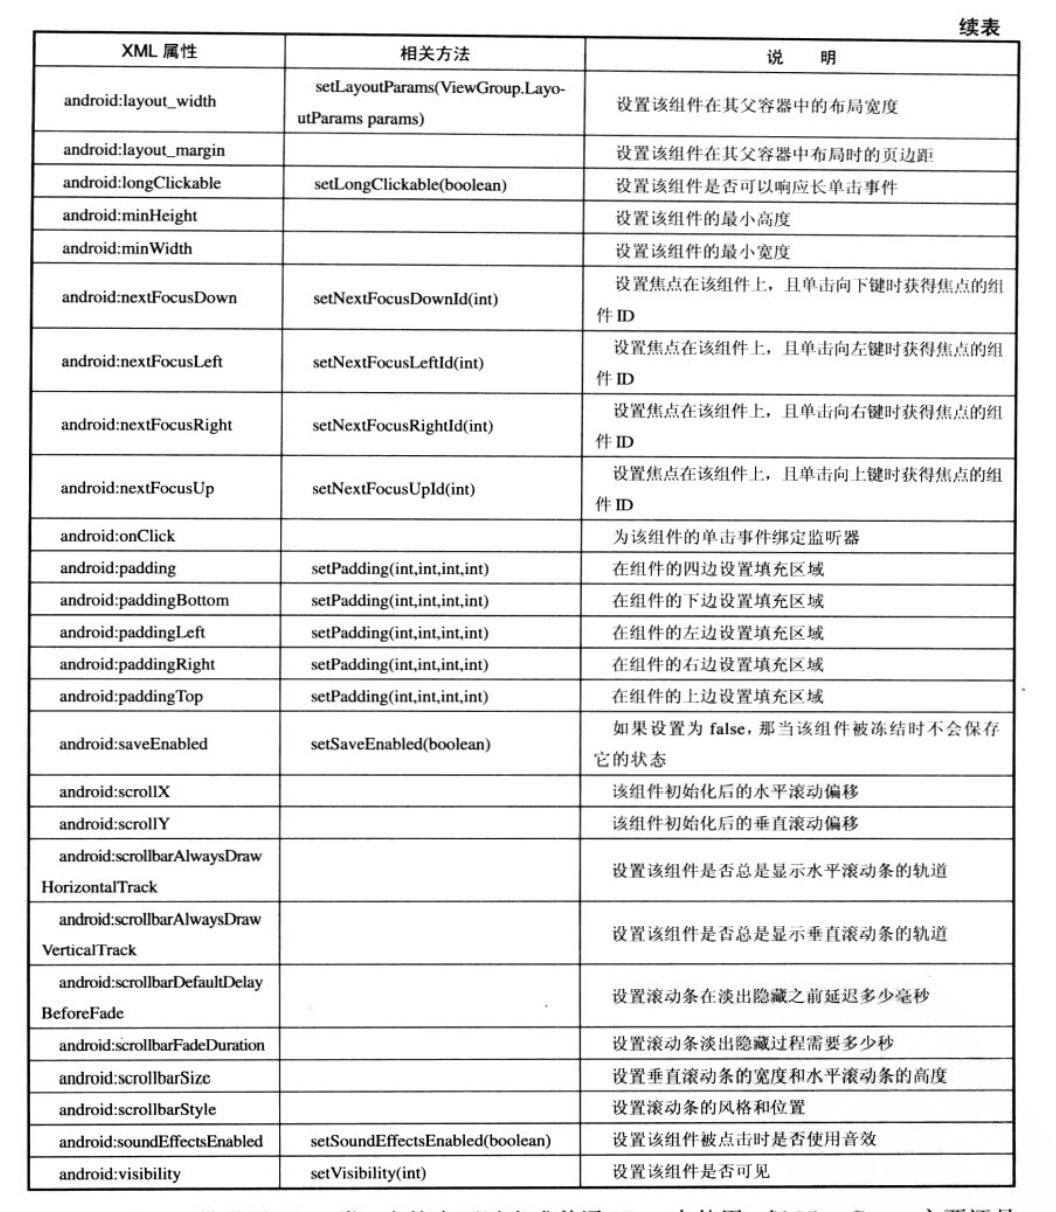 续表
XML 属性 相关方法 说 明
android:layout_width setLayoutParams(ViewGroup.Layo-
utParams params) 设置该组件在其父容器中的布局宽度
android:layout_margin 设置该组件在其父容器中布局时的页边距
android:longClickable setLongClickable(boolean) 设置该组件是否可以响应长单击事件
android:minHeight 设置该组件的最小高度
android:minWidth 设置该组件的最小宽度
android:nextFocusDown setNextFocusDownId(int) 设置焦点在该组件上，且单击向下键时获得焦点的组
件 ID
android:nextFocusLeft setNextFocusLeftId(int) 设置焦点在该组件上，且单击向左键时获得焦点的组
件 ID
android:nextFocusRight setNextFocusRightId(int) 设置焦点在该组件上，且单击向右键时获得焦点的组
件 ID
android:nextFocusUp setNextFocusUpId(int) 设置焦点在该组件上，且单击向上键时获得焦点的组
件 ID
android:onClick 为该组件的单击事件绑定监听器
android:padding setPadding(int,int,int,int) 在组件的四边设置填充区域
android:paddingBottom setPadding(int,int,int,int) 在组件的下边设置填充区域
android:paddingLeft setPadding(int,int,int,int) 在组件的左边设置填充区域
android:paddingRight setPadding(int,int,int,int) 在组件的右边设置填充区域
android:paddingTop setPadding(int,int,int,int) 在组件的上边设置填充区域
android:saveEnabled setSaveEnabled(boolean) 如果设置为 false，那当该组件被冻结时不会保存
它的状态
android:scrollX 该组件初始化后的水平滚动偏移
android:scrollY 该组件初始化后的垂直滚动偏移
android:scrollbarAlwaysDraw
HorizontalTrack 设置该组件是否总是显示水平滚动条的轨道
android:scrollbarAlwaysDraw
VerticalTrack 设置该组件是否总是显示垂直滚动条的轨道
android:scrollbarDefaultDelay
BeforeFade 设置滚动条在淡出隐藏之前延迟多少毫秒
android:scrollbarFadeDuration 设置滚动条淡出隐藏过程需要多少秒
android:scrollbarSize 设置垂直滚动条的宽度和水平滚动条的高度
android:scrollbarStyle 设置滚动条的风格和位置
android:soundEffectsEnabled setSoundEffectsEnabled(boolean) 设置该组件被点击时是否使用音效
android:visibility setVisibility(int) 设置该组件是否可见